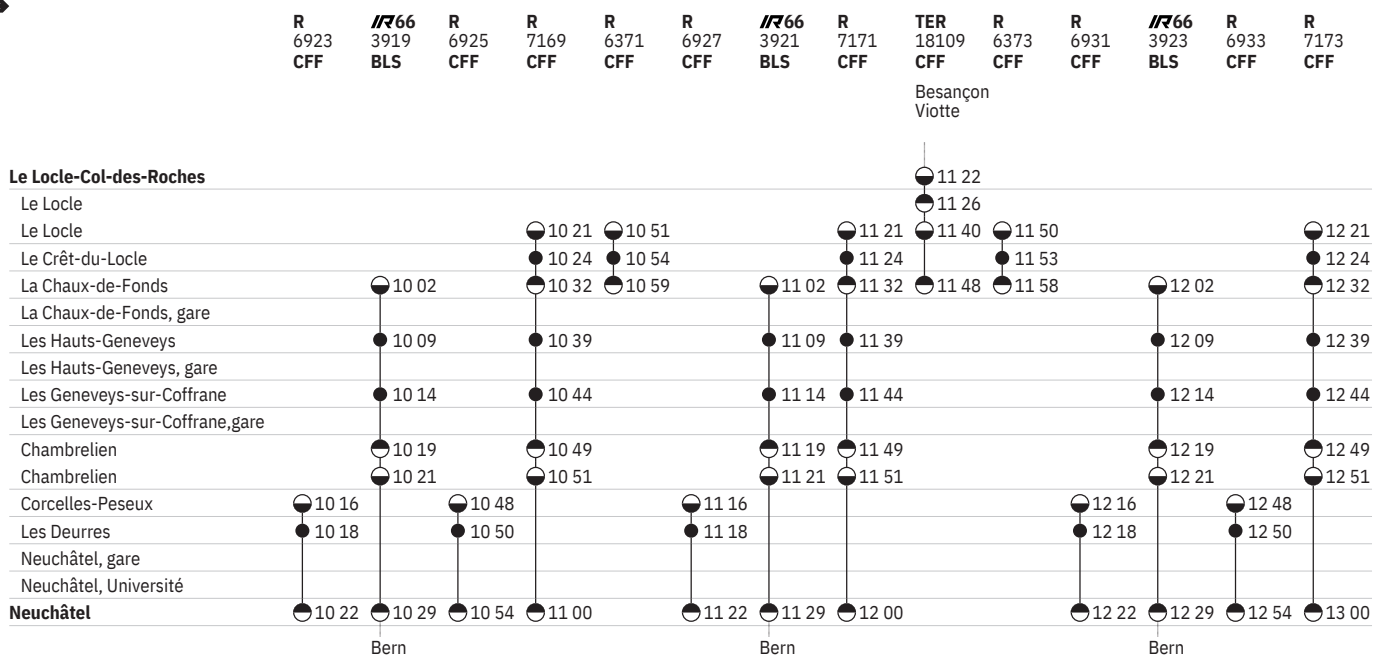 R IR66 R R R R IR66 R TER R R IR66 R R
6923 3919 6925 7169 6371 6927 3921 7171 18109 6373 6931 3923 6933 7173
CFF BLS CFF CFF CFF CFF BLS CFF CFF CFF CFF BLS CFF CFF
Besançon
Viotte
Le Locle-Col-des-Roches 11 22
Le Locle 11 26
Le Locle 10 21 10 51 11 21 11 40 11 50 12 21
Le Crêt-du-Locle 10 24 10 54 11 24 11 53 12 24
La Chaux-de-Fonds 10 02 10 32 10 59 11 02 11 32 11 48 11 58 12 02 12 32
La Chaux-de-Fonds, gare
Les Hauts-Geneveys 10 09 10 39 11 09 11 39 12 09 12 39
Les Hauts-Geneveys, gare
Les Geneveys-sur-Coffrane 10 14 10 44 11 14 11 44 12 14 12 44
Les Geneveys-sur-Coffrane,gare
Chambrelien 10 19 10 49 11 19 11 49 12 19 12 49
Chambrelien 10 21 10 51 11 21 11 51 12 21 12 51
Corcelles-Peseux 10 16 10 48 11 16 12 16 12 48
Les Deurres 10 18 10 50 11 18 12 18 12 50
Neuchâtel, gare
Neuchâtel, Université
Neuchâtel 10 22 10 29 10 54 11 00 11 22 11 29 12 00 12 22 12 29 12 54 13 00
Bern Bern Bern